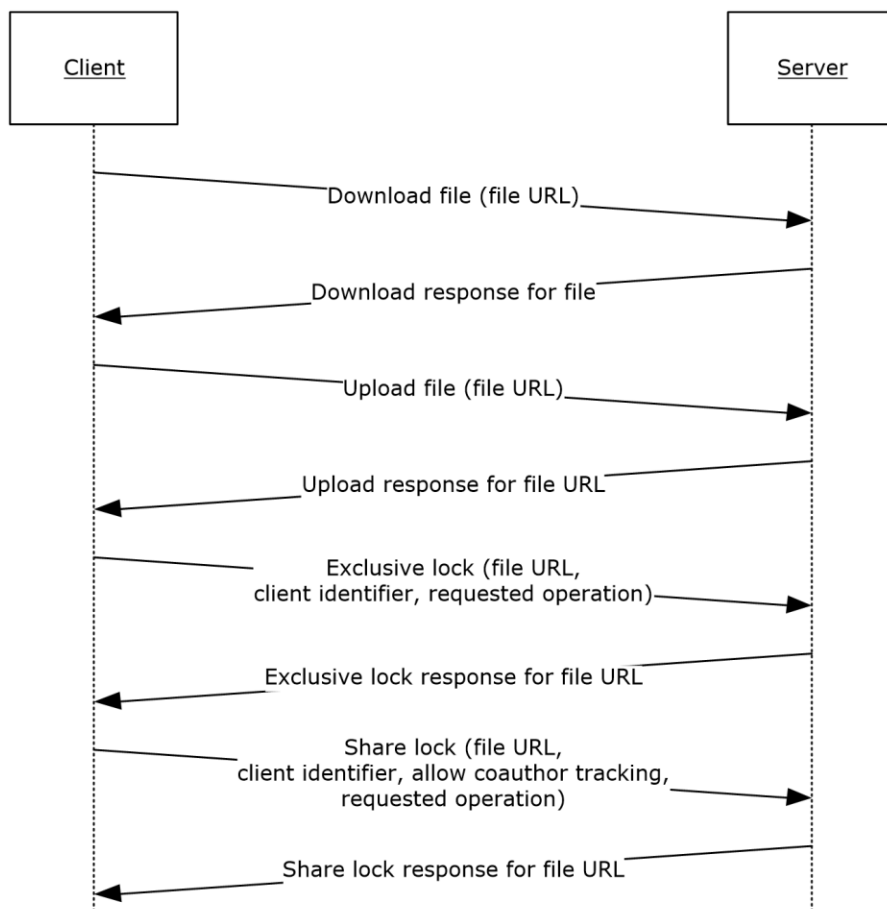 Client
Server
Download file (file URL)
Download response for file
Upload file (file URL)
Upload response for file URL
Exclusive lock (file URL,
client identifier, requested operation)
Exclusive lock response for file URL
Share lock (file URL,
client identifier, allow coauthor tracking,
requested operation)
Share lock response for file URL